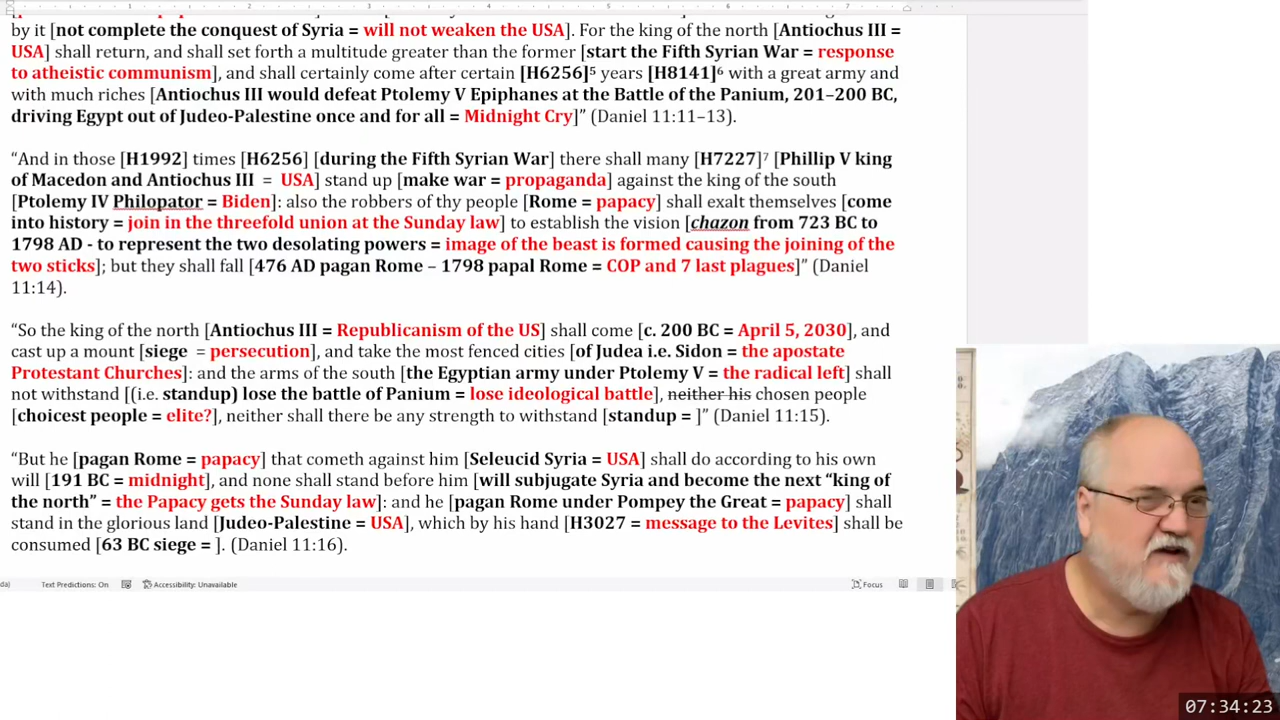 1 2 3 4 5 6 7
by it [not complete the conquest of Syria = will not weaken the USA]. For the king of the north [Antiochus III =
USA] shall return, and shall set forth a multitude greater than the former [start the Fifth Syrian War = response
to atheistic communism], and shall certainly come after certain [H6256]⁵ years [H8141]⁶ with a great army and
with much riches [Antiochus III would defeat Ptolemy V Epiphanes at the Battle of the Panium, 201–200 BC,
driving Egypt out of Judeo-Palestine once and for all = Midnight Cry]” (Daniel 11:11–13).
“And in those [H1992] times [H6256] [during the Fifth Syrian War] there shall many [H7227]⁷ [Phillip V king
of Macedon and Antiochus III = USA] stand up [make war = propaganda] against the king of the south
[Ptolemy IV Philopator = Biden]: also the robbers of thy people [Rome = papacy] shall exalt themselves [come
into history = join in the threefold union at the Sunday law] to establish the vision [chazon from 723 BC to
1798 AD - to represent the two desolating powers = image of the beast is formed causing the joining of the
two sticks]; but they shall fall [476 AD pagan Rome – 1798 papal Rome = COP and 7 last plagues]” (Daniel
11:14).
“So the king of the north [Antiochus III = Republicanism of the US] shall come [c. 200 BC = April 5, 2030], and
cast up a mount [siege = persecution], and take the most fenced cities [of Judea i.e. Sidon = the apostate
Protestant Churches]: and the arms of the south [the Egyptian army under Ptolemy V = the radical left] shall
not withstand [(i.e. standup) lose the battle of Panium = lose ideological battle], neither his chosen people
[choicest people = elite?], neither shall there be any strength to withstand [standup = ]” (Daniel 11:15).
“But he [pagan Rome = papacy] that cometh against him [Seleucid Syria = USA] shall do according to his own
will [191 BC = midnight], and none shall stand before him [will subjugate Syria and become the next “king of
the north” = the Papacy gets the Sunday law]: and he [pagan Rome under Pompey the Great = papacy] shall
stand in the glorious land [Judeo-Palestine = USA], which by his hand [H3027 = message to the Levites] shall be
consumed [63 BC siege = ]. (Daniel 11:16).
da) Text Predictions: On Accessibility: Unavailable Focus
07:34:23